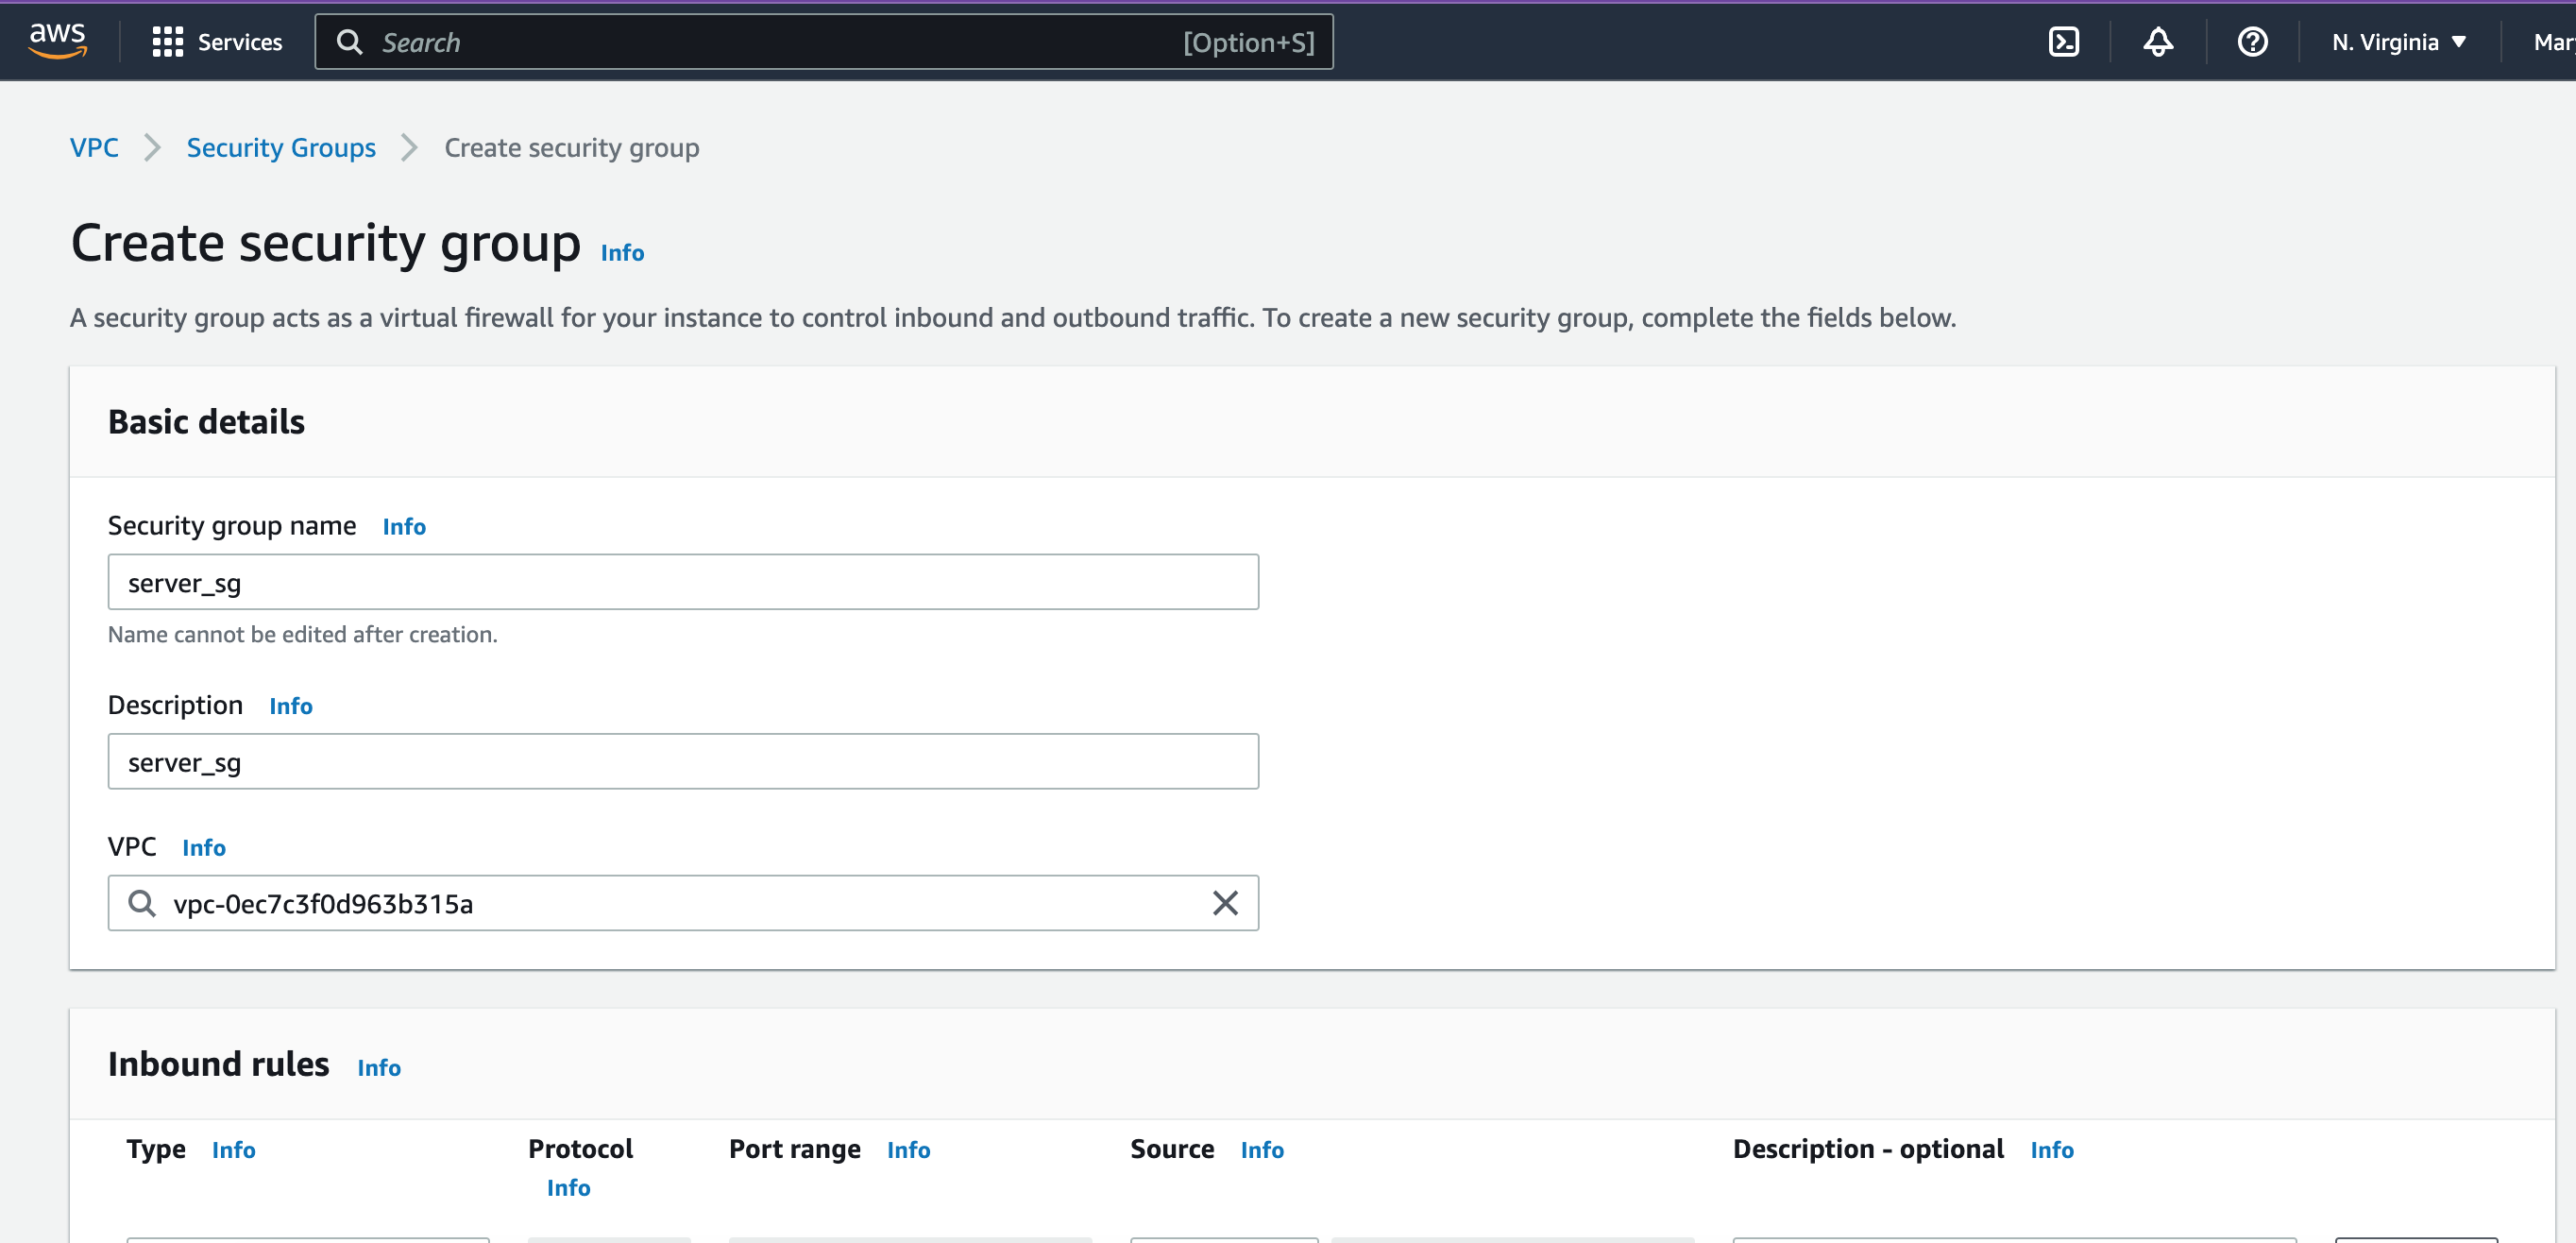 aws Services Search [Option+S] N. Virginia
VPC Security Groups Create security group
Create security group Info
A security group acts as a virtual firewall for your instance to control inbound and outbound traffic. To create a new security group, complete the fields below.
Basic details
Security group name Info
server_sg
Name cannot be edited after creation.
Description Info
server_sg
VPC Info
vpc-0ec7c3f0d963b315a
Inbound rules Info
Type Info Protocol Port range Info Source Info Description - optional Info
Info